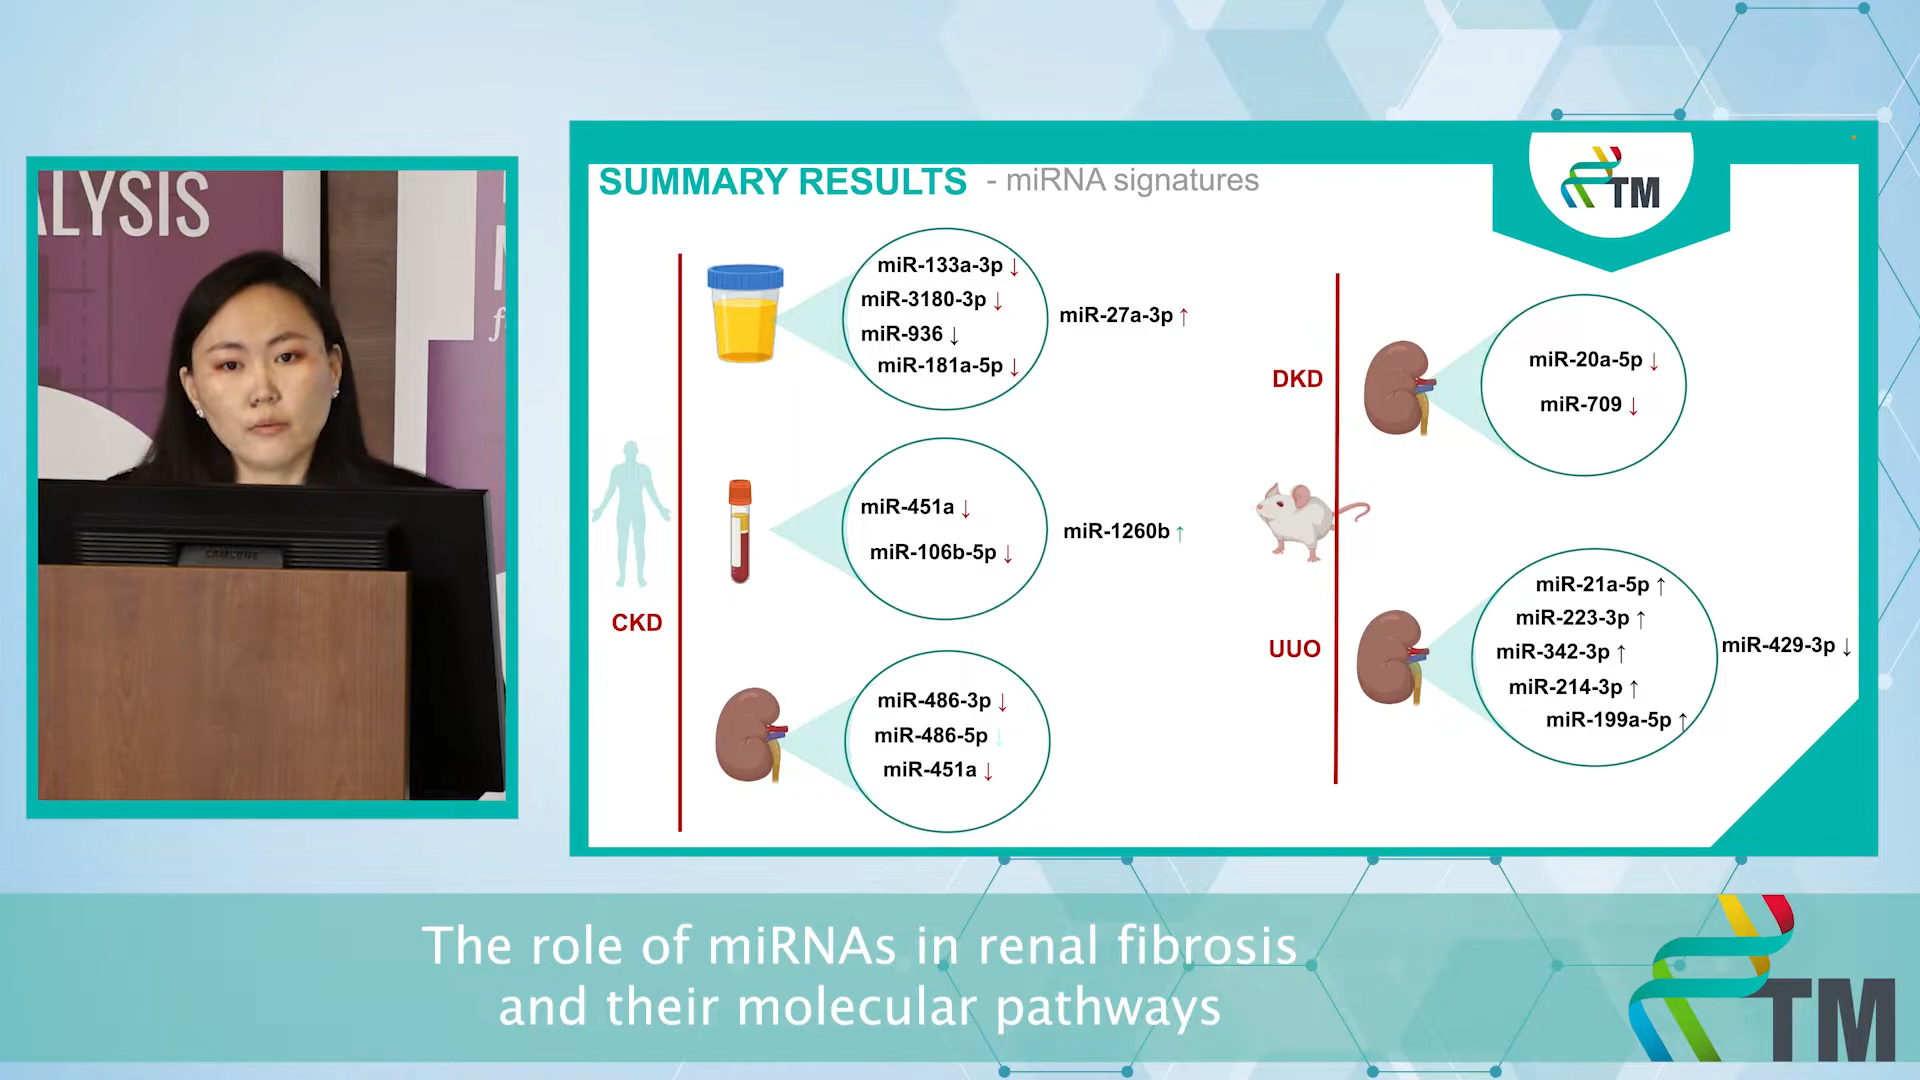 ALYSIS
SAMSUNG
SUMMARY RESULTS - miRNA signatures
TM
miR-133a-3p ↓
miR-3180-3p ↓
miR-936 ↓
miR-181a-5p ↓
miR-27a-3p ↑
miR-451a ↓
miR-106b-5p ↓
miR-1260b ↑
CKD
miR-486-3p ↓
miR-486-5p ↓
miR-451a ↓
DKD
miR-20a-5p ↓
miR-709 ↓
UUO
miR-21a-5p ↑
miR-223-3p ↑
miR-342-3p ↑
miR-214-3p ↑
miR-199a-5p ↑
miR-429-3p ↓
The role of miRNAs in renal fibrosis
and their molecular pathways
TM